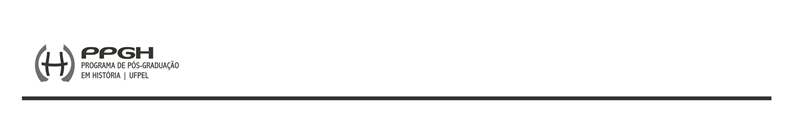 PPGH
PROGRAMA DE PÓS-GRADUAÇÃO
EM HISTÓRIA | UFPEL